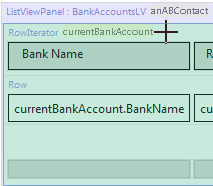 ListViewPanel : BankAccountsLV anABContact
RowIterator currentBankAccount
Bank Name R
Row
currentBankAccount.BankName cu